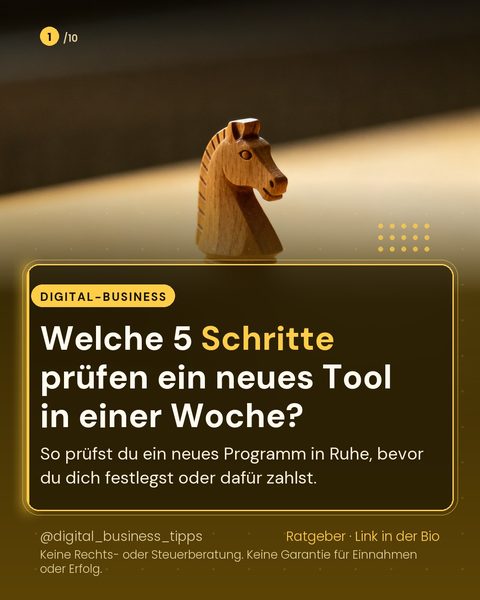 1 /10
DIGITAL-BUSINESS
Welche 5 Schritte
prüfen ein neues Tool
in einer Woche?
So prüfst du ein neues Programm in Ruhe, bevor
du dich festlegst oder dafür zahlst.
@digital_business_tipps Ratgeber · Link in der Bio
Keine Rechts- oder Steuerberatung. Keine Garantie für Einnahmen
oder Erfolg.